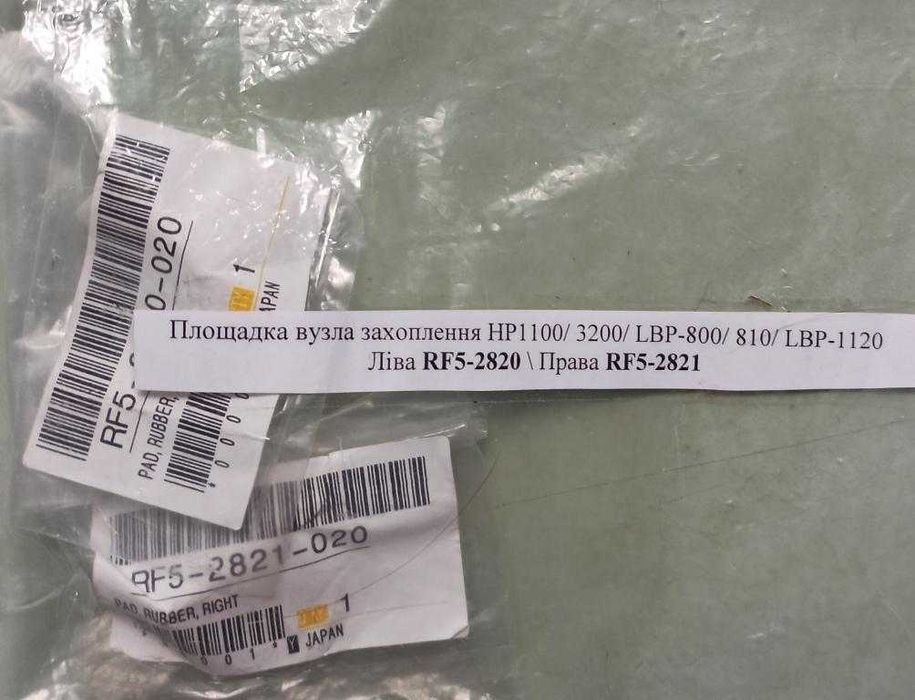 0-020
1
JAPAN
Площадка вузла захоплення HP1100/ 3200/ LBP-800/ 810/ LBP-1120
Ліва RF5-2820 \ Права RF5-2821
RF5-
PAD, RUBBER,
RF5-2821-020
PAD, RUBBER, RIGHT
1
001*
Y JAPAN